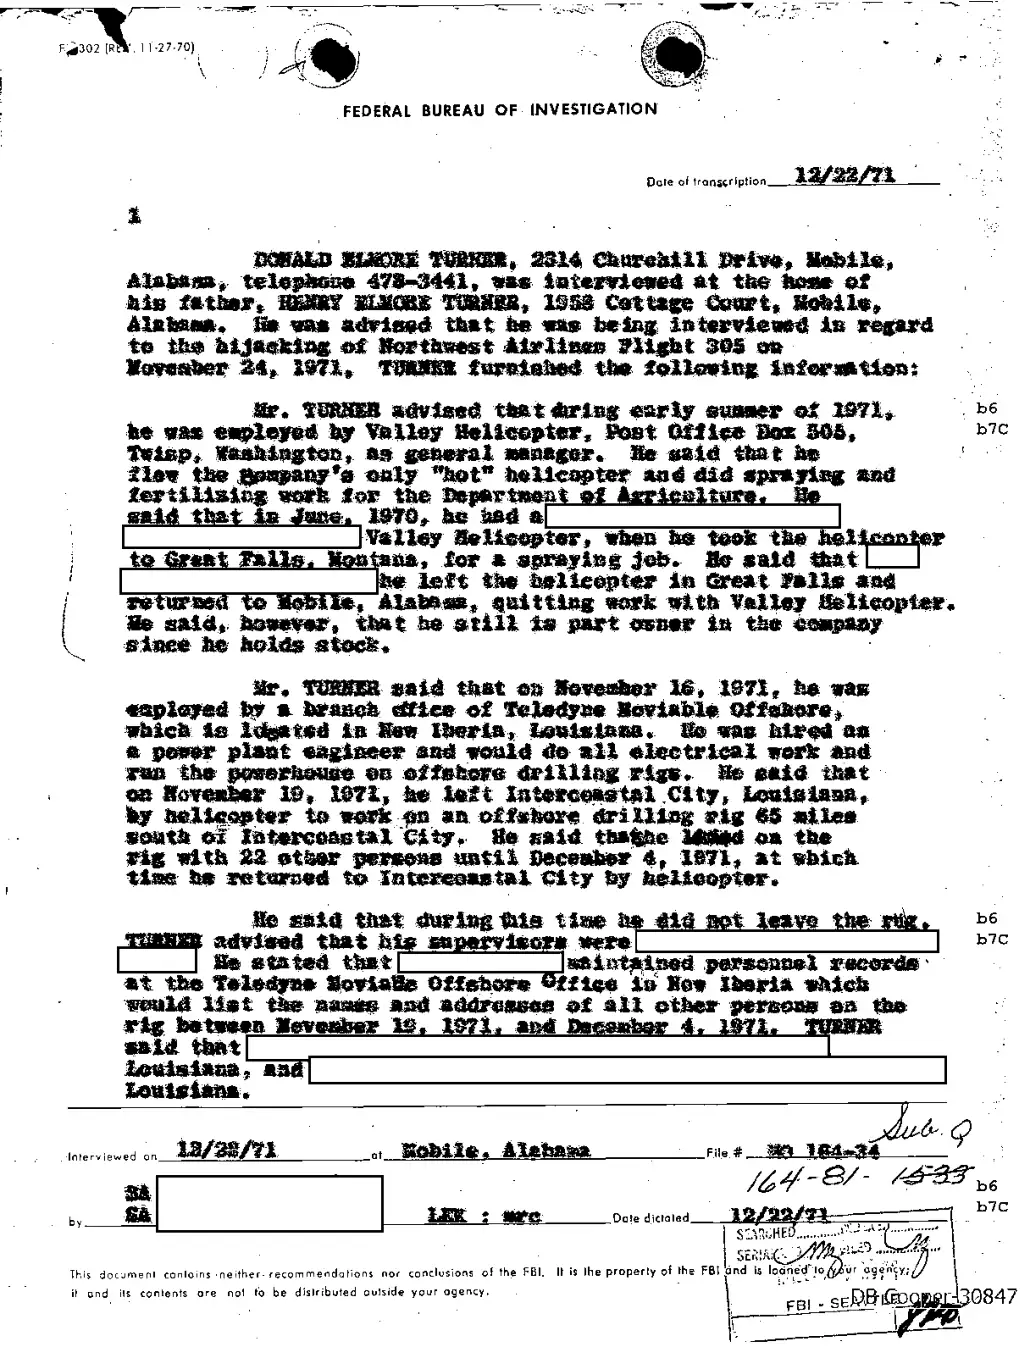 FD-302 (REV. 11-27-70)
FEDERAL BUREAU OF INVESTIGATION
Date of transcription 12/22/71
1
DONALD ELMORE TURNER, 2314 Churchill Drive, Mobile,
Alabama, telephone 478-3441, was interviewed at the home of
his father, HENRY ELMORE TURNER, 1958 Cottage Court, Mobile,
Alabama. He was advised that he was being interviewed in regard
to the hijacking of Northwest Airlines Flight 305 on
November 24, 1971. TURNER furnished the following information:
Mr. TURNER advised that during early summer of 1971,
he was employed by Valley Helicopter, Post Office Box 505,
Twisp, Washington, as general manager. He said that he
flew the company's only "hot" helicopter and did spraying and
fertilizing work for the Department of Agriculture. He
said that in June, 1970, he had a
Valley Helicopter, when he took the helicopter
to Great Falls, Montana, for a spraying job. He said that
he left the helicopter in Great Falls and
returned to Mobile, Alabama, quitting work with Valley Helicopter.
He said, however, that he still is part owner in the company
since he holds stock.
b6
b7C
Mr. TURNER said that on November 16, 1971, he was
employed by a branch office of Teledyne Moviable Offshore,
which is located in New Iberia, Louisiana. He was hired as
a power plant engineer and would do all electrical work and
run the powerhouse on offshore drilling rigs. He said that
on November 19, 1971, he left Intercoastal City, Louisiana,
by helicopter to work on an offshore drilling rig 65 miles
south of Intercoastal City. He said that he on the
rig with 22 other persons until December 4, 1971, at which
time he returned to Intercoastal City by helicopter.
He said that during this time he did not leave the rig.
TURNER advised that his supervisors were
He stated that maintained personnel records
at the Teledyne Moviable Offshore Office in New Iberia which
would list the names and addresses of all other persons on the
rig between November 19, 1971, and December 4, 1971. TURNER
said that
Louisiana, and
Louisiana.
b6
b7C
Sub. Q
Interviewed on 12/22/71 at Mobile, Alabama File # MO 164-34
164-81-1533
SA
by SA LEK : mrc Date dictated 12/22/71
b6
b7C
SEARCHED
This document contains neither recommendations nor conclusions of the FBI. It is the property of the FBI and is loaned to your agency;
it and its contents are not to be distributed outside your agency.
FBI - SEATTLE
DB Cooper-30847